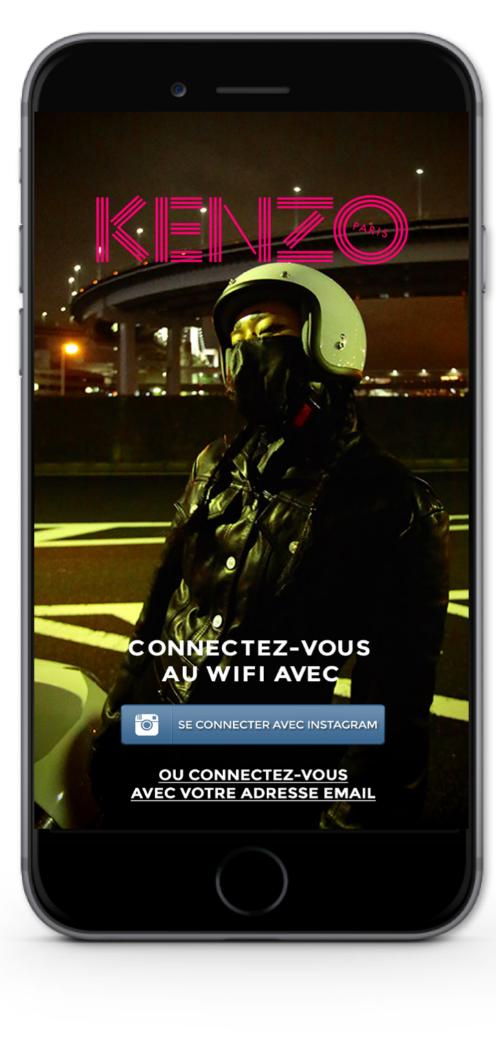 KENZO
PARIS
CONNECTEZ-VOUS
AU WIFI AVEC
SE CONNECTER AVEC INSTAGRAM
OU CONNECTEZ-VOUS
AVEC VOTRE ADRESSE EMAIL